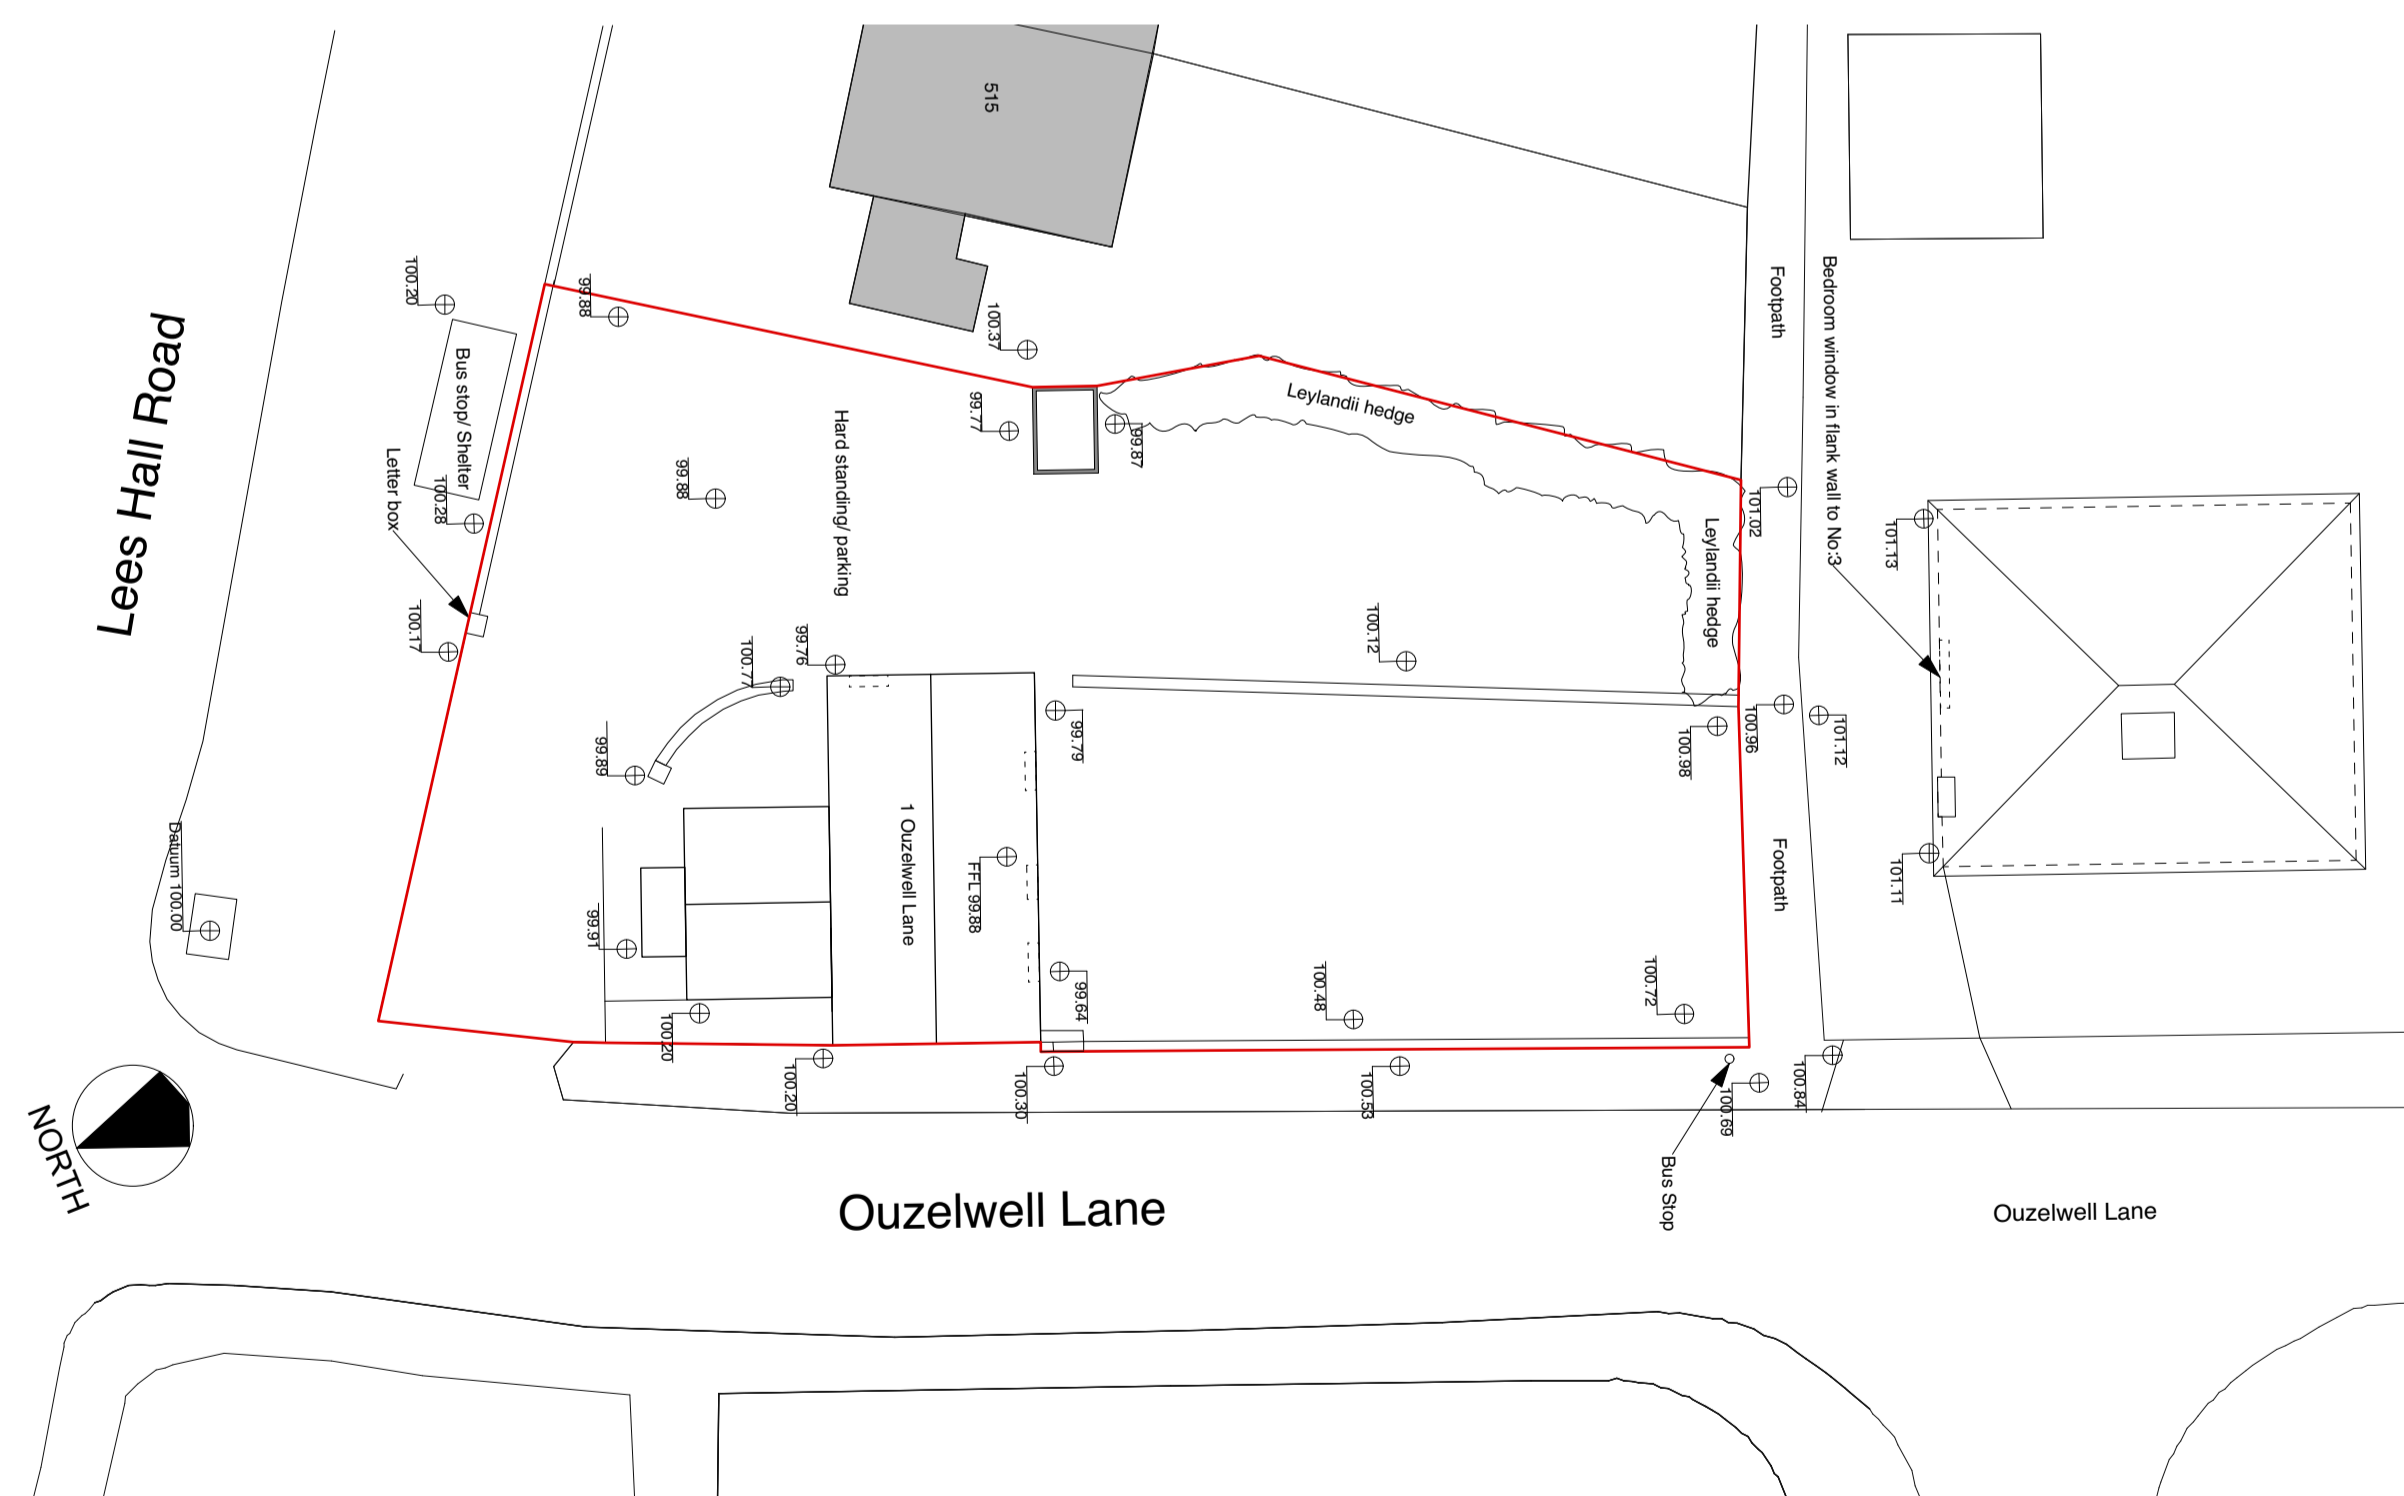 515
Footpath
Bedroom window in flank wall to No:3
100.20
99.88
100.37
Lees Hall Road
Bus stop/ Shelter
Leylandii hedge
99.77
99.87
Hard standing/ parking
Letter box
100.28
99.88
101.02
Leylandii hedge
101.13
100.17
99.76
100.77
100.12
99.79
100.98
100.96
101.12
99.89
1 Ouzelwell Lane
FFL 99.88
Footpath
101.11
Datuum 100.00
99.91
99.64
100.48
100.72
100.20
100.20
100.30
100.53
100.69
100.84
NORTH
Bus Stop
Ouzelwell Lane
Ouzelwell Lane